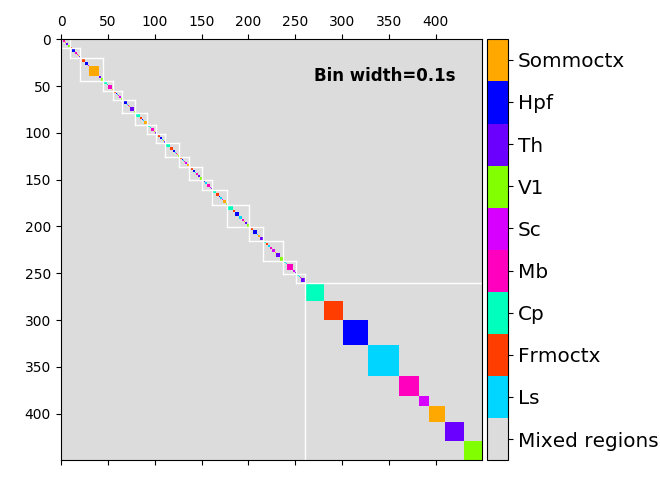 0 50 100 150 200 250 300 350 400
0
50
100
150
200
250
300
350
400
Bin width=0.1s
Sommoctx
Hpf
Th
V1
Sc
Mb
Cp
Frmoctx
Ls
Mixed regions